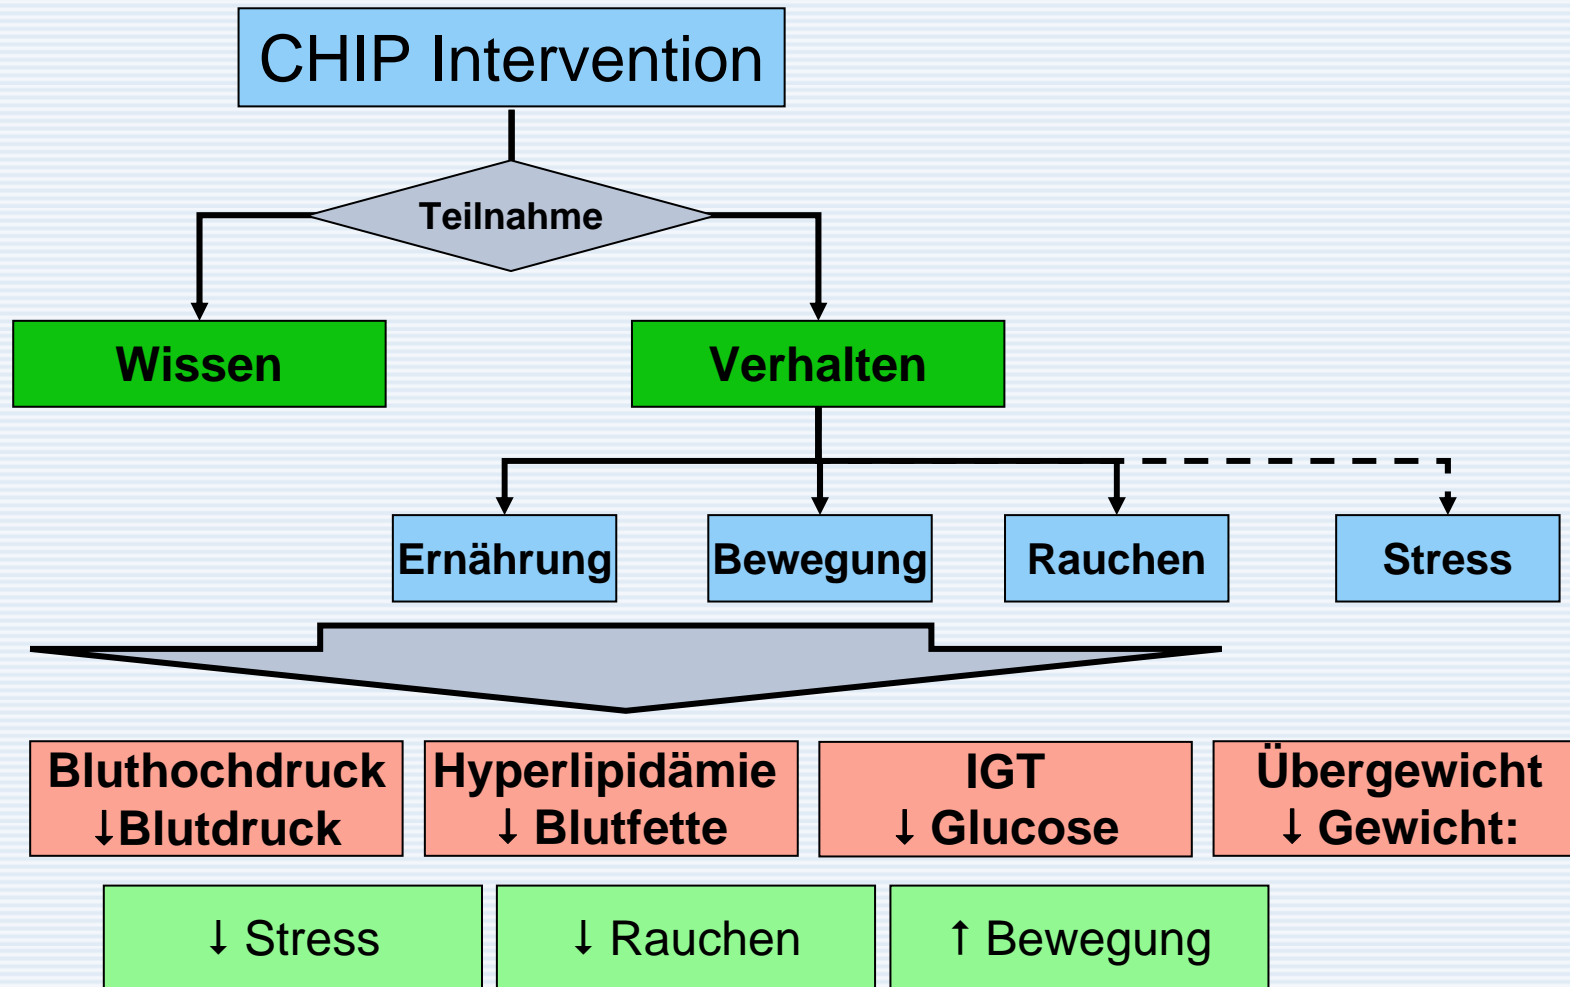 CHIP Intervention
Teilnahme
Wissen
Verhalten
Ernährung
Bewegung
Rauchen
Stress
Bluthochdruck
↓Blutdruck
Hyperlipidämie
↓ Blutfette
IGT
↓ Glucose
Übergewicht
↓ Gewicht:
↓ Stress
↓ Rauchen
↑ Bewegung